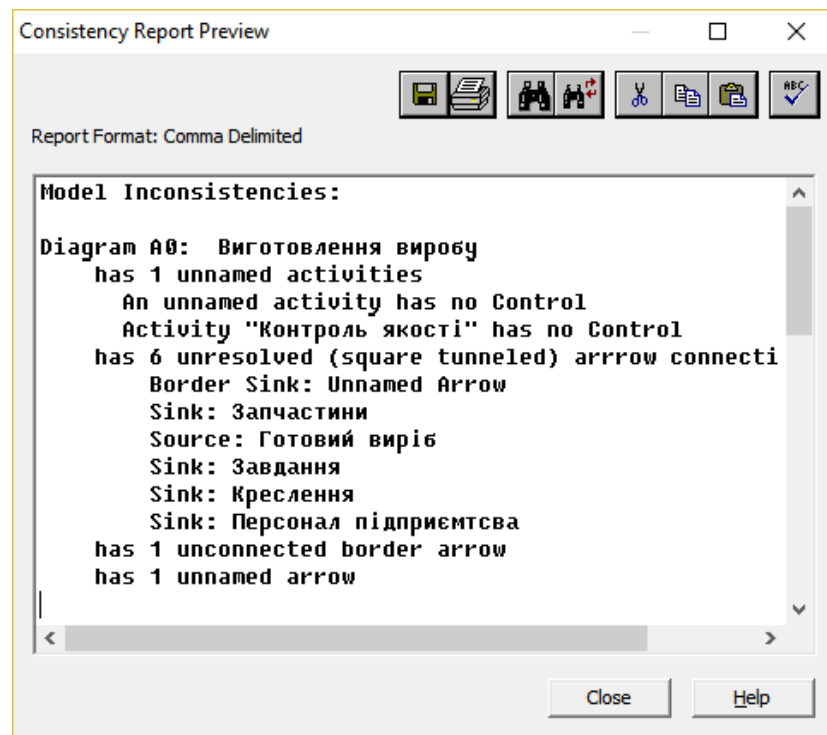 Consistency Report Preview
ABC
Report Format: Comma Delimited
Model Inconsistencies:
Diagram A0: Виготовлення виробу
has 1 unnamed activities
An unnamed activity has no Control
Activity "Контроль якості" has no Control
has 6 unresolved (square tunneled) arrrow connecti
Border Sink: Unnamed Arrow
Sink: Запчастини
Source: Готовий виріб
Sink: Завдання
Sink: Креслення
Sink: Персонал підприємтсва
has 1 unconnected border arrow
has 1 unnamed arrow
Close
Help